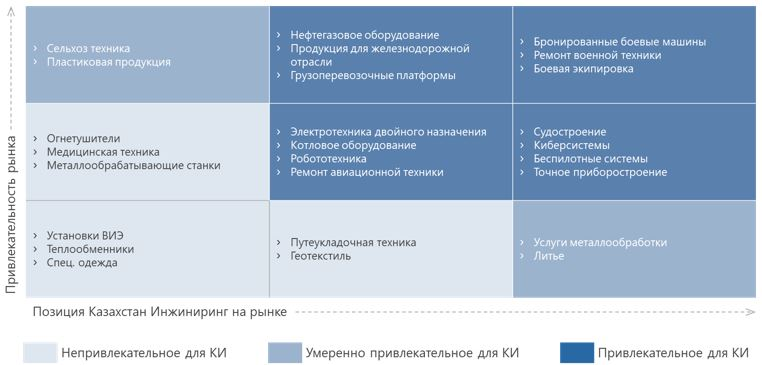 Привлекательность рынка
› Сельхоз техника
› Пластиковая продукция
› Нефтегазовое оборудование
› Продукция для железнодорожной
отрасли
› Грузоперевозочные платформы
› Бронированные боевые машины
› Ремонт военной техники
› Боевая экипировка
› Огнетушители
› Медицинская техника
› Металлообрабатывающие станки
› Электротехника двойного назначения
› Котловое оборудование
› Робототехника
› Ремонт авиационной техники
› Судостроение
› Киберсистемы
› Беспилотные системы
› Точное приборостроение
› Установки ВИЭ
› Теплообменники
› Спец. одежда
› Путеукладочная техника
› Геотекстиль
› Услуги металлообработки
› Литье
Позиция Казахстан Инжиниринг на рынке
Непривлекательное для КИ
Умеренно привлекательное для КИ
Привлекательное для КИ